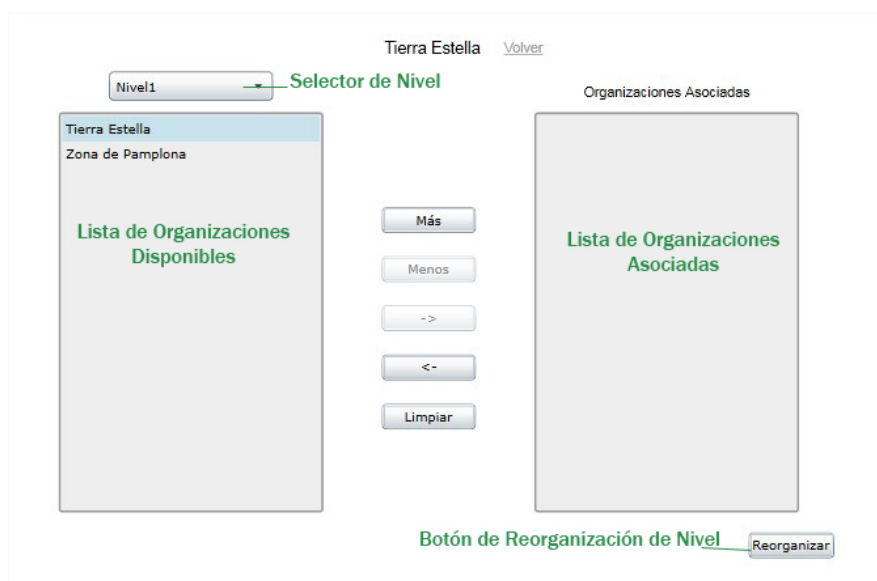 Tierra Estella Volver
Nivel1 Selector de Nivel
Organizaciones Asociadas
Tierra Estella
Zona de Pamplona
Lista de Organizaciones
Disponibles
Más
Menos
->
<-
Limpiar
Lista de Organizaciones
Asociadas
Botón de Reorganización de Nivel
Reorganizar